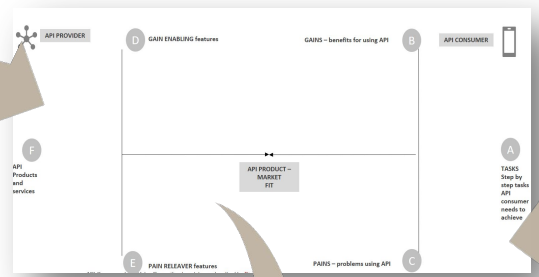 API PROVIDER
D
GAIN ENABLING features
GAINS – benefits for using API
B
API CONSUMER
F
API
Products
and
services
A
TASKS
Step by
step tasks
API
consumer
needs to
achieve
API PRODUCT –
MARKET
FIT
E
PAIN RELEAVER features
PAINS – problems using API
C